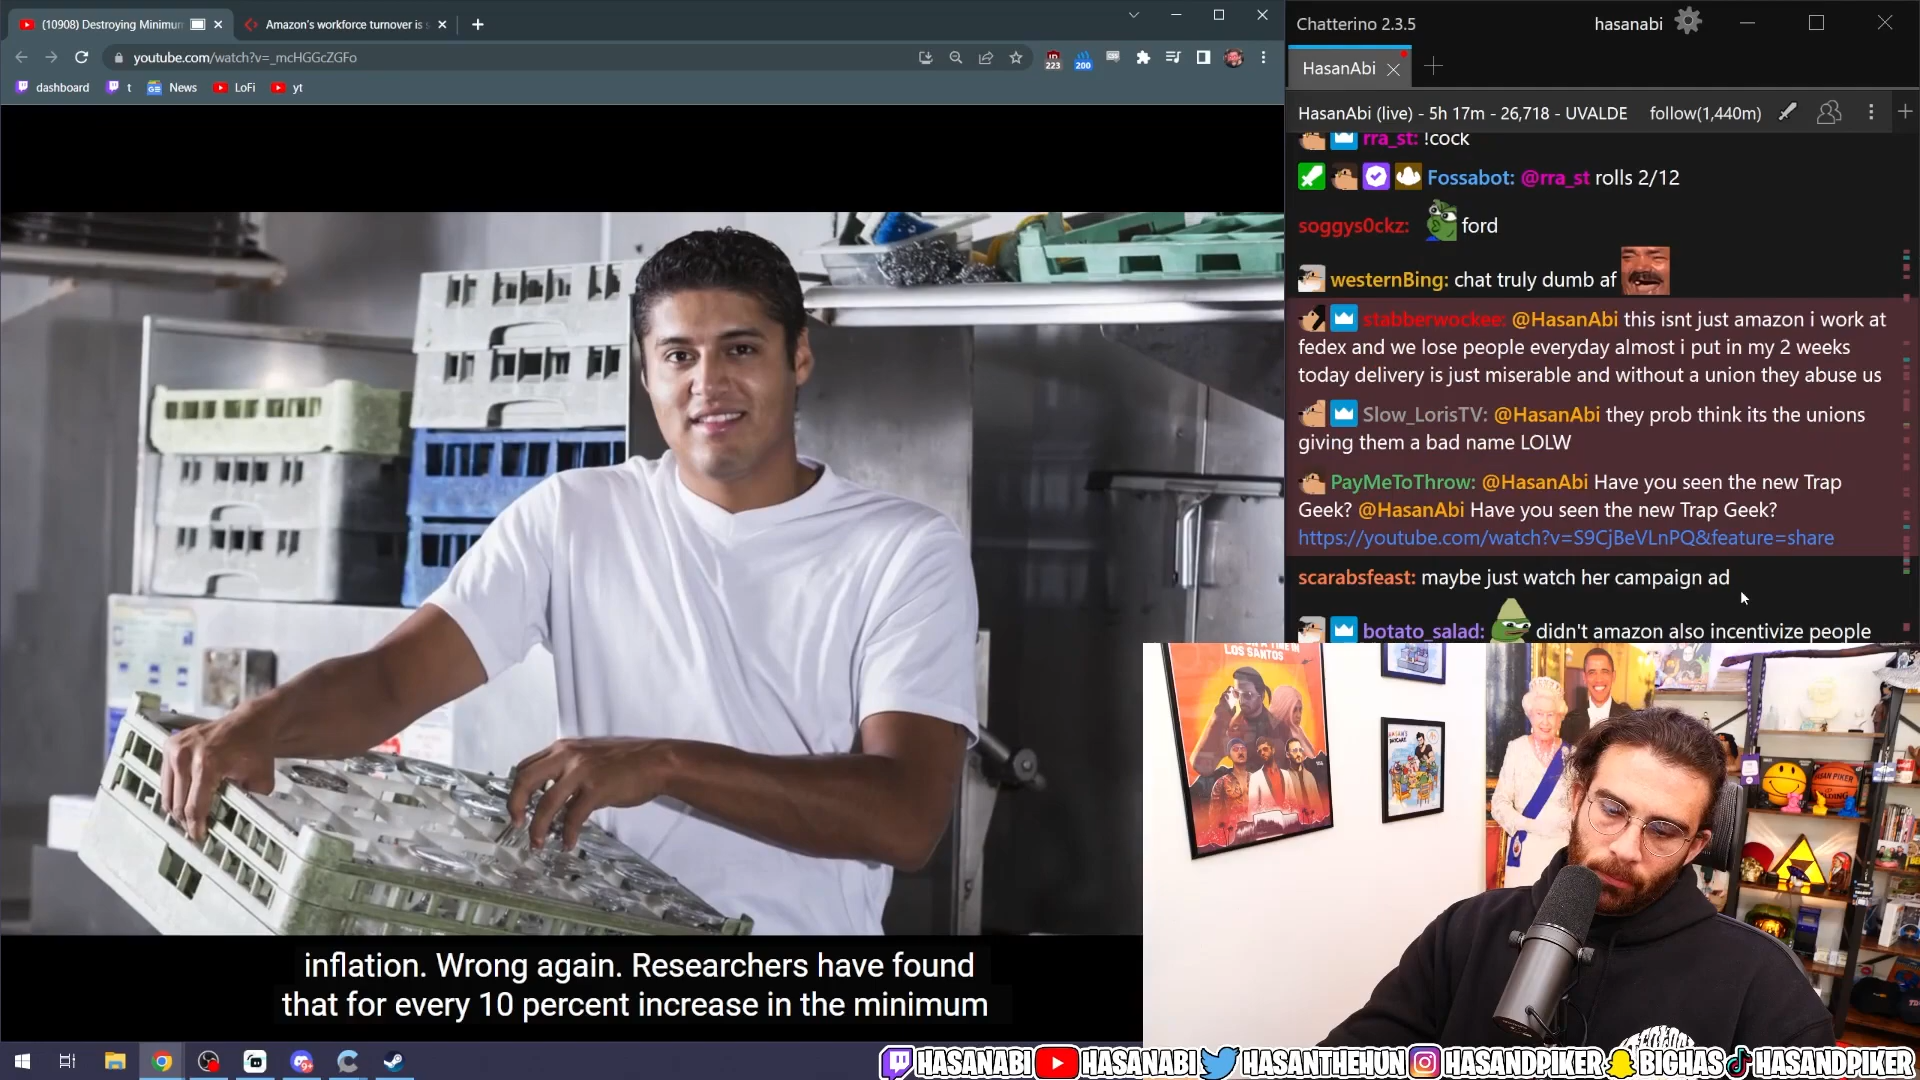 (10908) Destroying Minimum
Amazon's workforce turnover is s
youtube.com/watch?v=_mcHGGcZGFo
223
200
dashboard
t
News
LoFi
yt
Chatterino 2.3.5
hasanabi
HasanAbi
HasanAbi (live) - 5h 17m - 26,718 - UVALDE
follow(1,440m)
rra_st: !cock
Fossabot: @rra_st rolls 2/12
soggys0ckz: ford
westernBing: chat truly dumb af
stabberwockee: @HasanAbi this isnt just amazon i work at
fedex and we lose people everyday almost i put in my 2 weeks
today delivery is just miserable and without a union they abuse us
Slow_LorisTV: @HasanAbi they prob think its the unions
giving them a bad name LOLW
PayMeToThrow: @HasanAbi Have you seen the new Trap
Geek? @HasanAbi Have you seen the new Trap Geek?
https://youtube.com/watch?v=S9CjBeVLnPQ&feature=share
scarabsfeast: maybe just watch her campaign ad
botato_salad: didn't amazon also incentivize people
LOS SANTOS
HASAN PIKER
SPALDING
inflation. Wrong again. Researchers have found
that for every 10 percent increase in the minimum
HASANABI HASANABI HASANTHEHUN HASANDPIKER BIGHAS HASANDPIKER